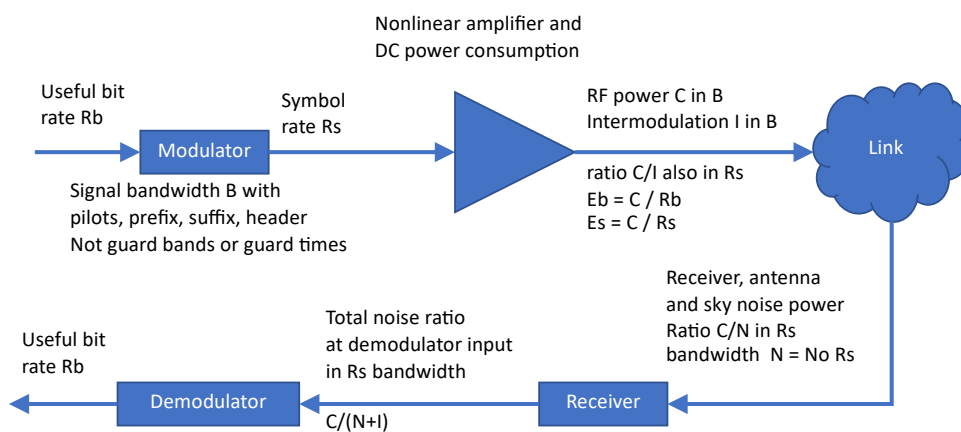 Nonlinear amplifier and
DC power consumption
Useful bit
rate Rb
Modulator
Symbol
rate Rs
Signal bandwidth B with
pilots, prefix, suffix, header
Not guard bands or guard times
RF power C in B
Intermodulation I in B
ratio C/I also in Rs
Eb = C / Rb
Es = C / Rs
Link
Receiver, antenna
and sky noise power
Ratio C/N in Rs
bandwidth N = No Rs
Receiver
Total noise ratio
at demodulator input
in Rs bandwidth
C/(N+I)
Demodulator
Useful bit
rate Rb